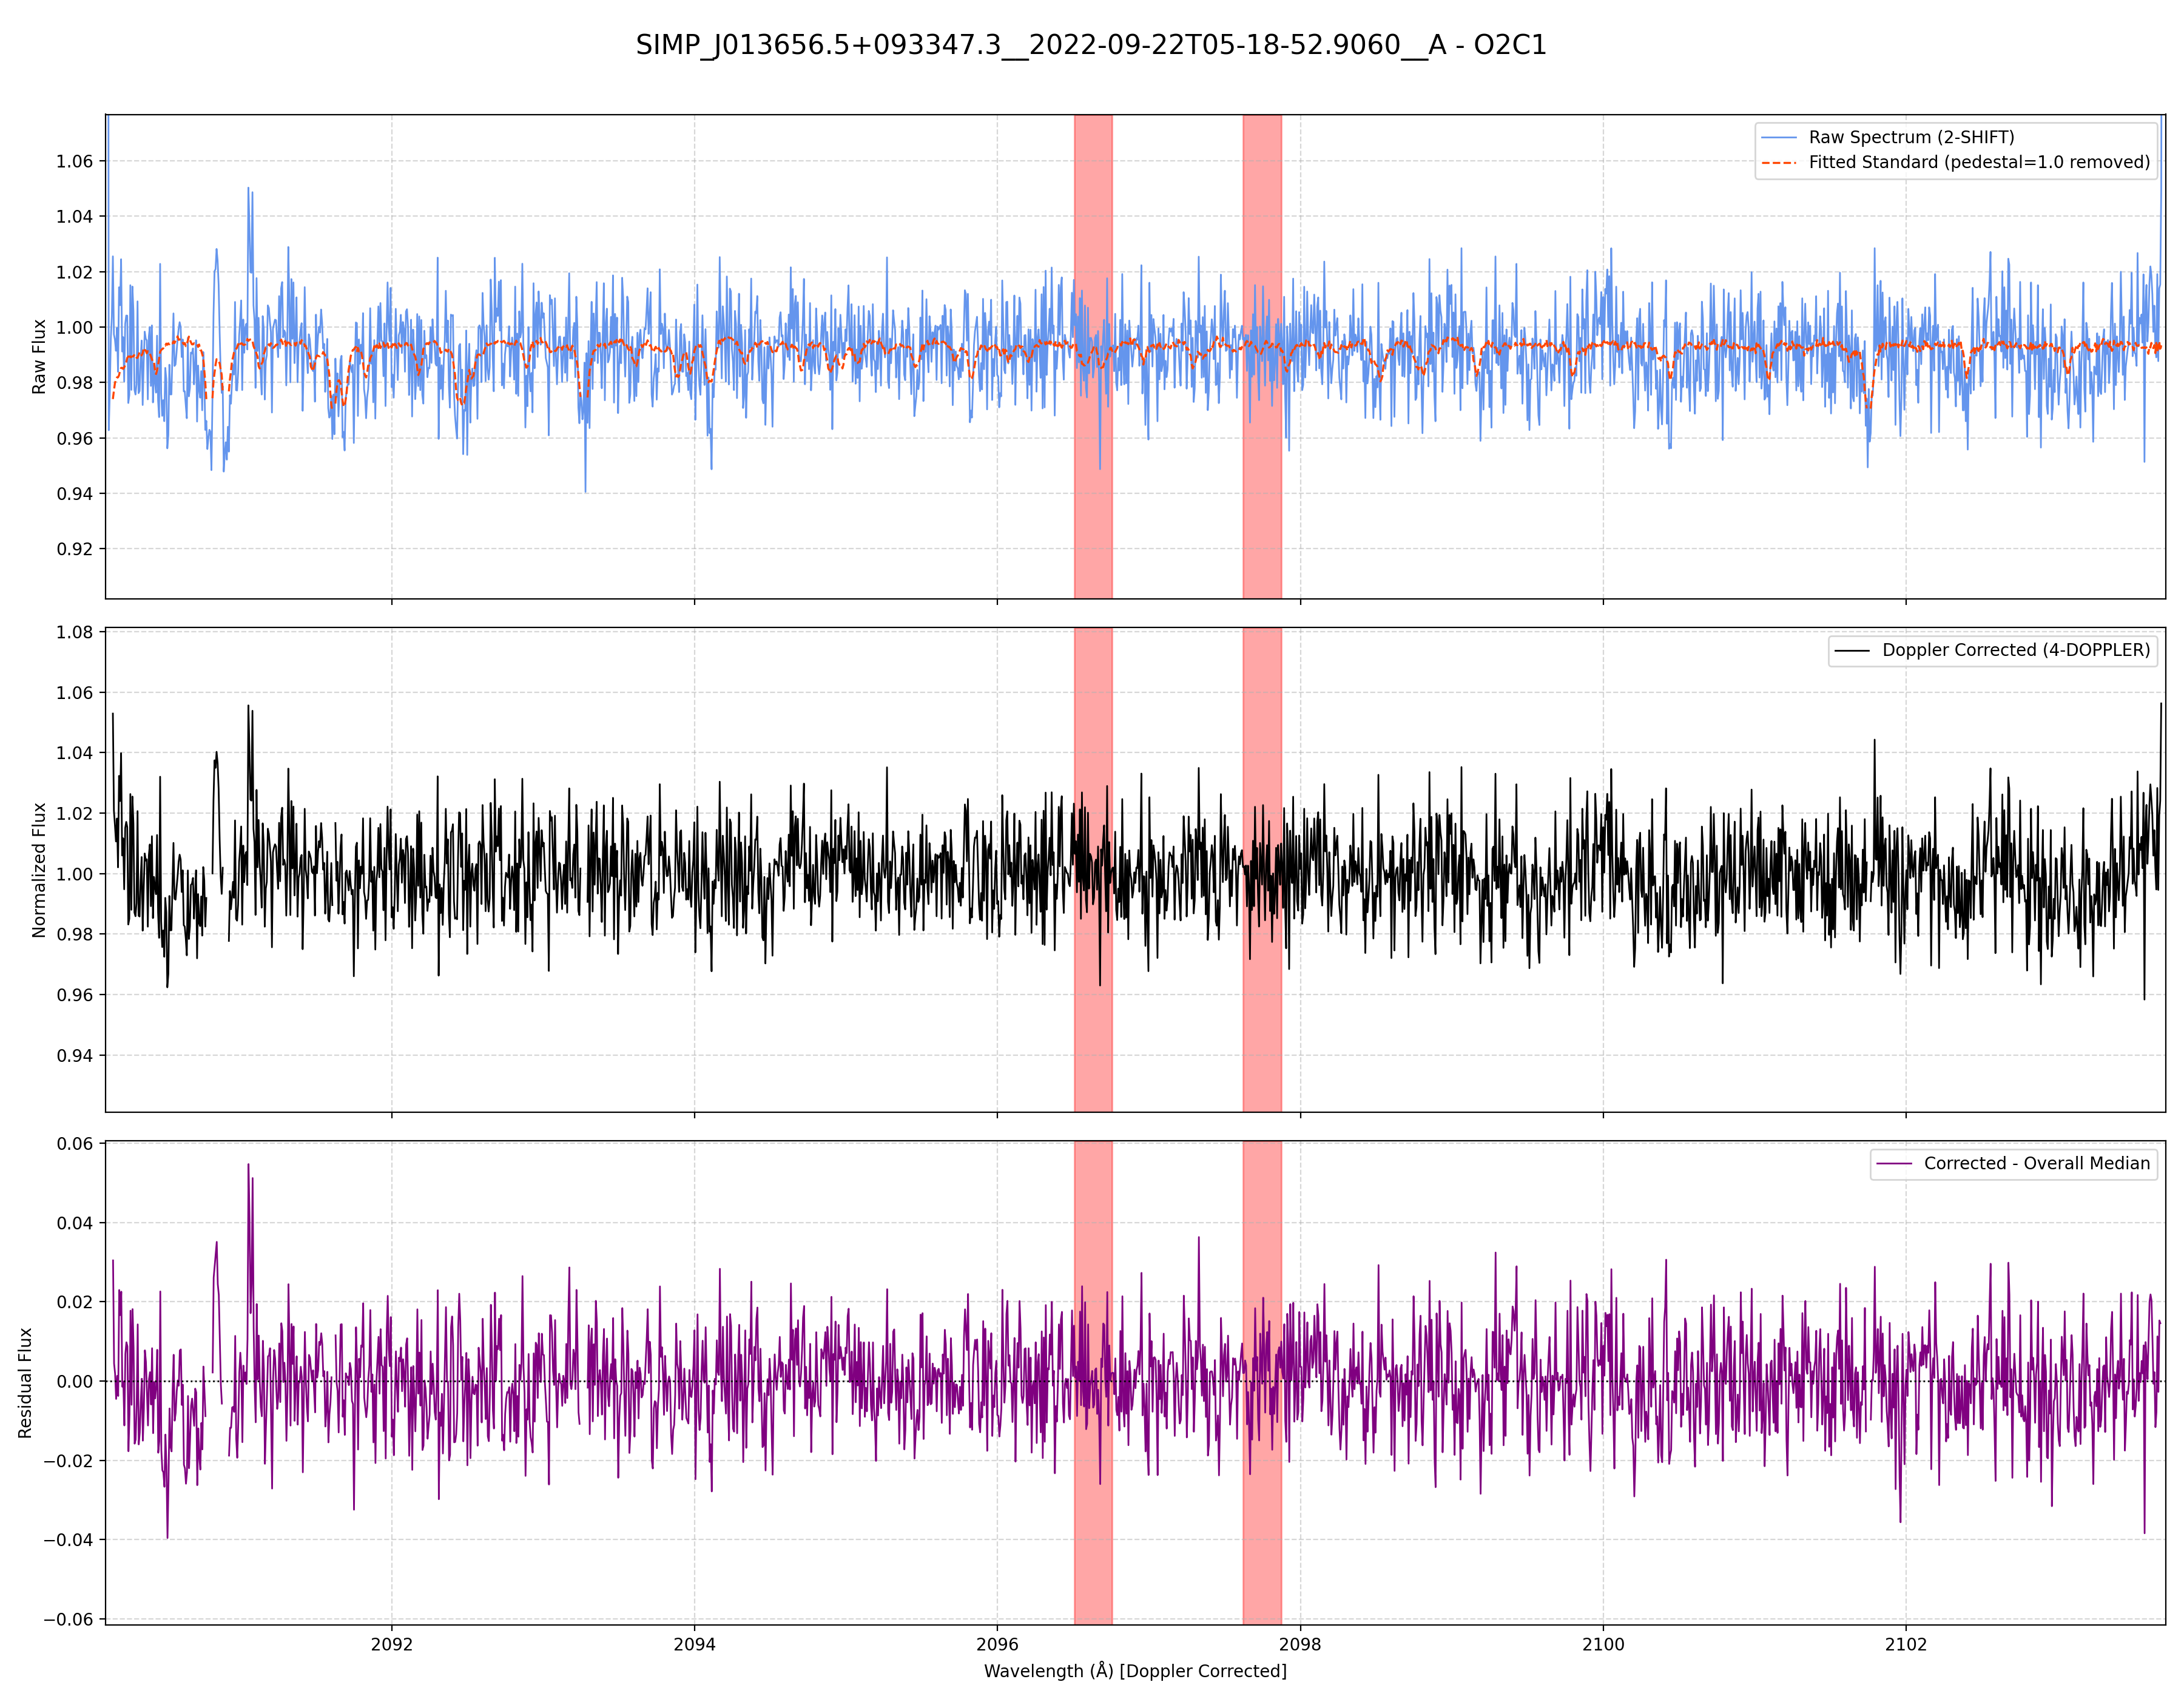 SIMP_J013656.5+093347.3__2022-09-22T05-18-52.9060__A - O2C1
Raw Flux
1.06
1.04
1.02
1.00
0.98
0.96
0.94
0.92
Raw Spectrum (2-SHIFT)
Fitted Standard (pedestal=1.0 removed)
Normalized Flux
1.08
1.06
1.04
1.02
1.00
0.98
0.96
0.94
Doppler Corrected (4-DOPPLER)
Residual Flux
0.06
0.04
0.02
0.00
−0.02
−0.04
−0.06
Corrected - Overall Median
2092 2094 2096 2098 2100 2102
Wavelength (Å) [Doppler Corrected]